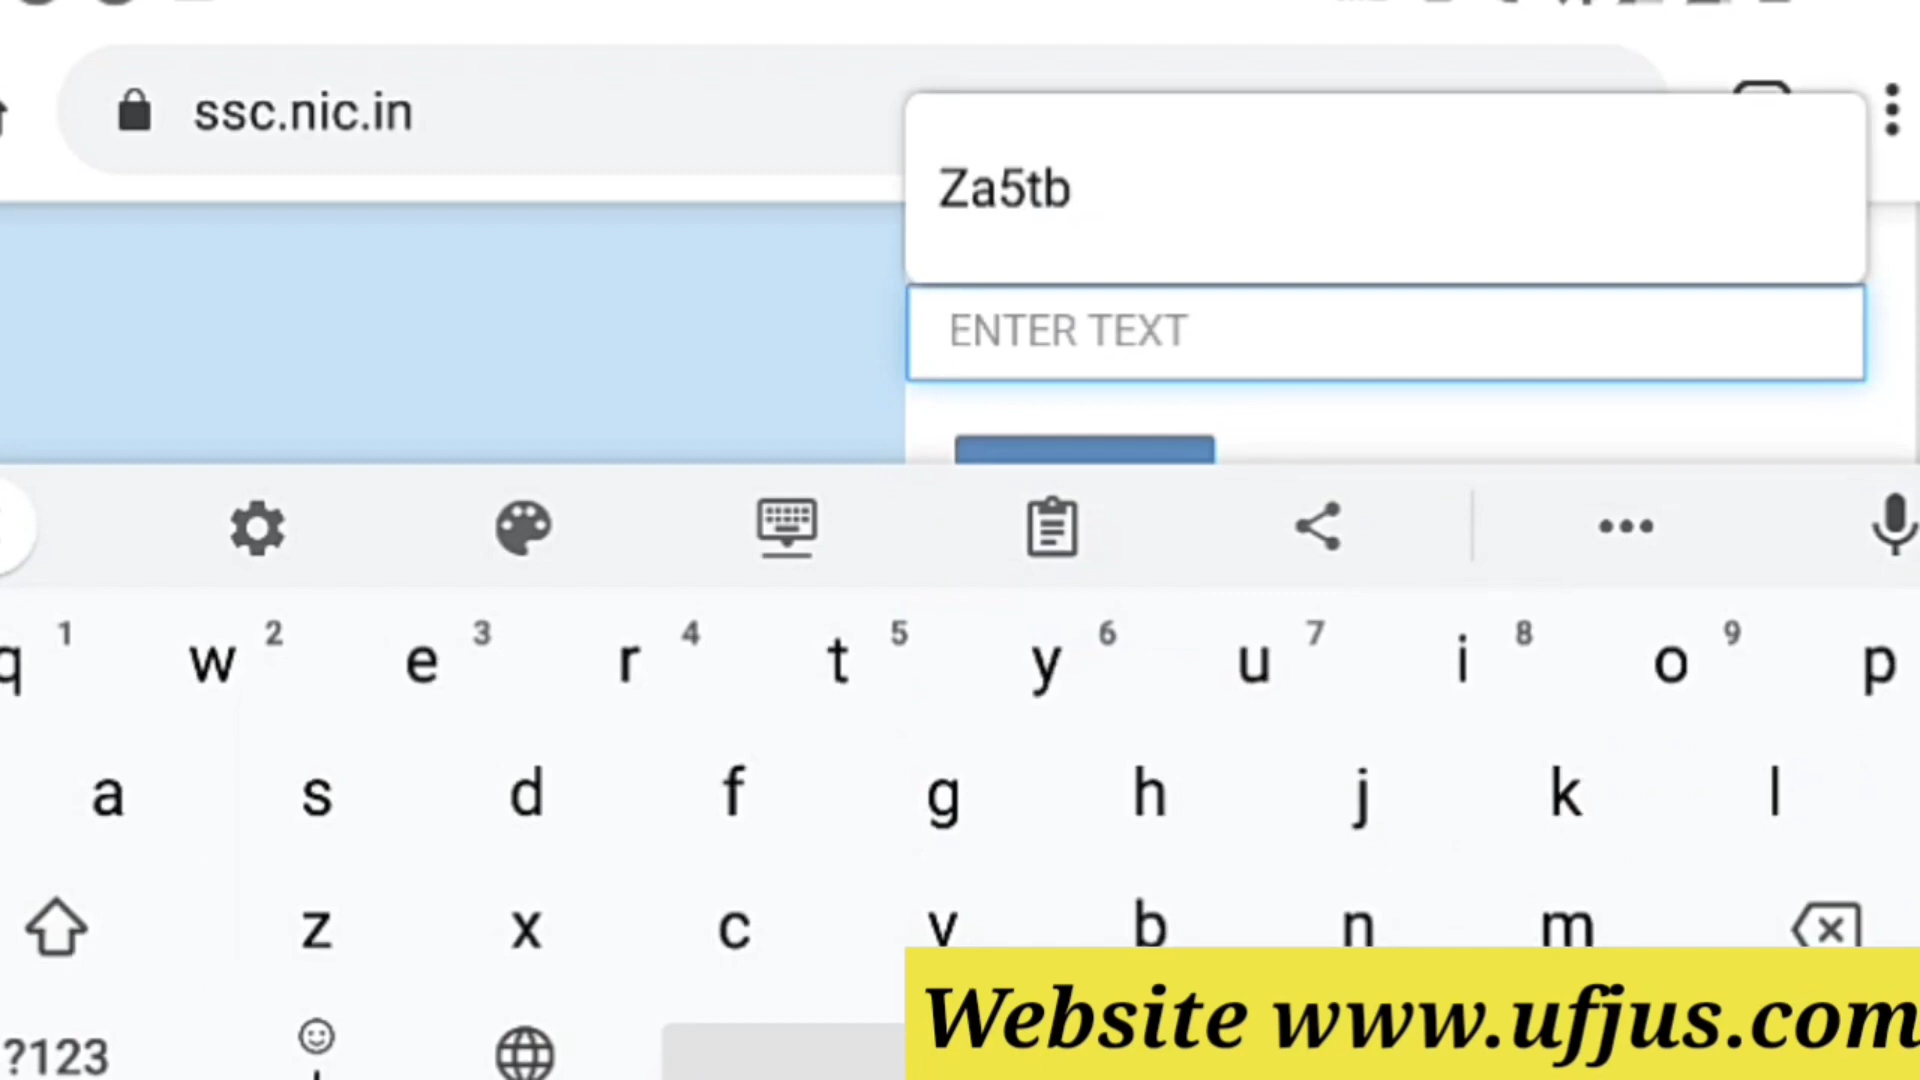 ssc.nic.in
Za5tb
ENTER TEXT
q 1 w 2 e 3 r 4 t 5 y 6 u 7 i 8 o 9 p
a s d f g h j k l
z x c v b n m
?123
Website www.ufjus.com